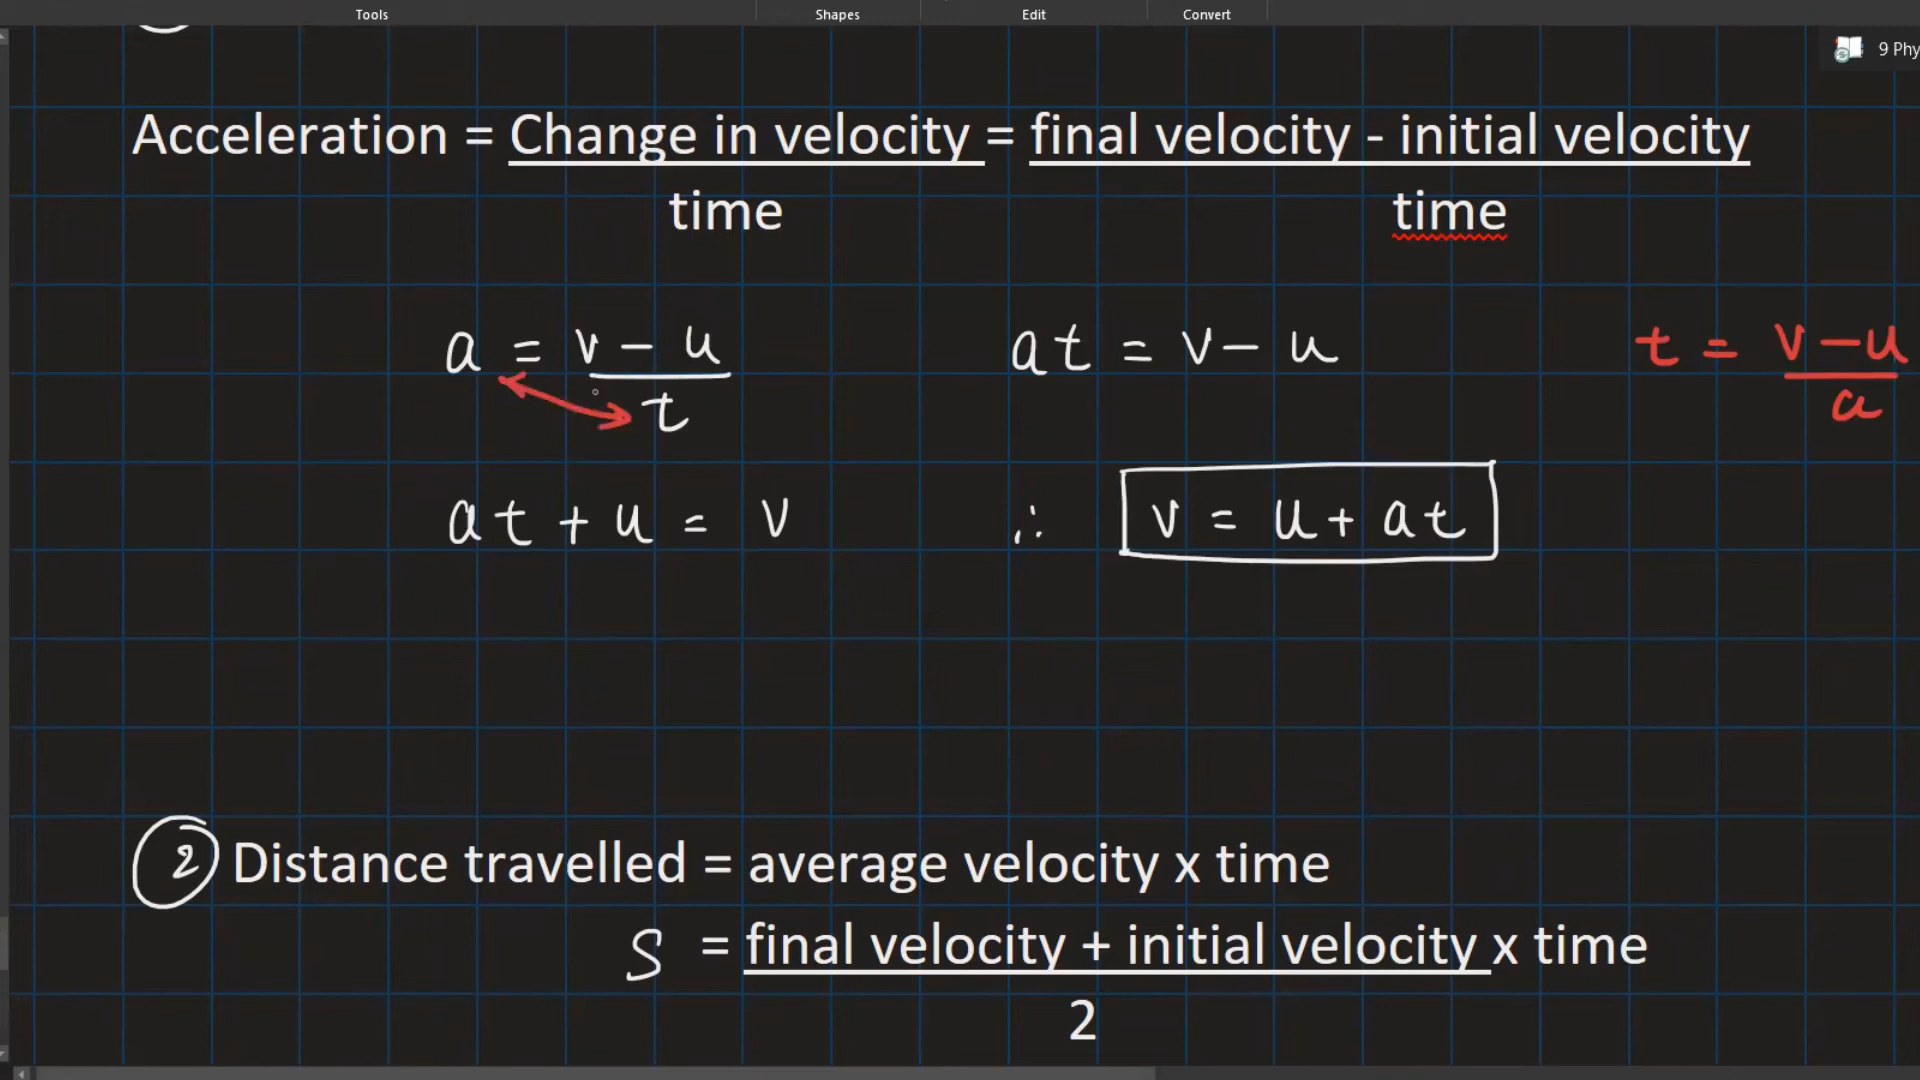 Tools Shapes Edit Convert
9 Phy
Acceleration = Change in velocity = final velocity - initial velocity
time time
a = v - u at = v - u t = v - u
t a
at + u = v ∴ v = u + at
2 Distance travelled = average velocity x time
S = final velocity + initial velocity x time
2